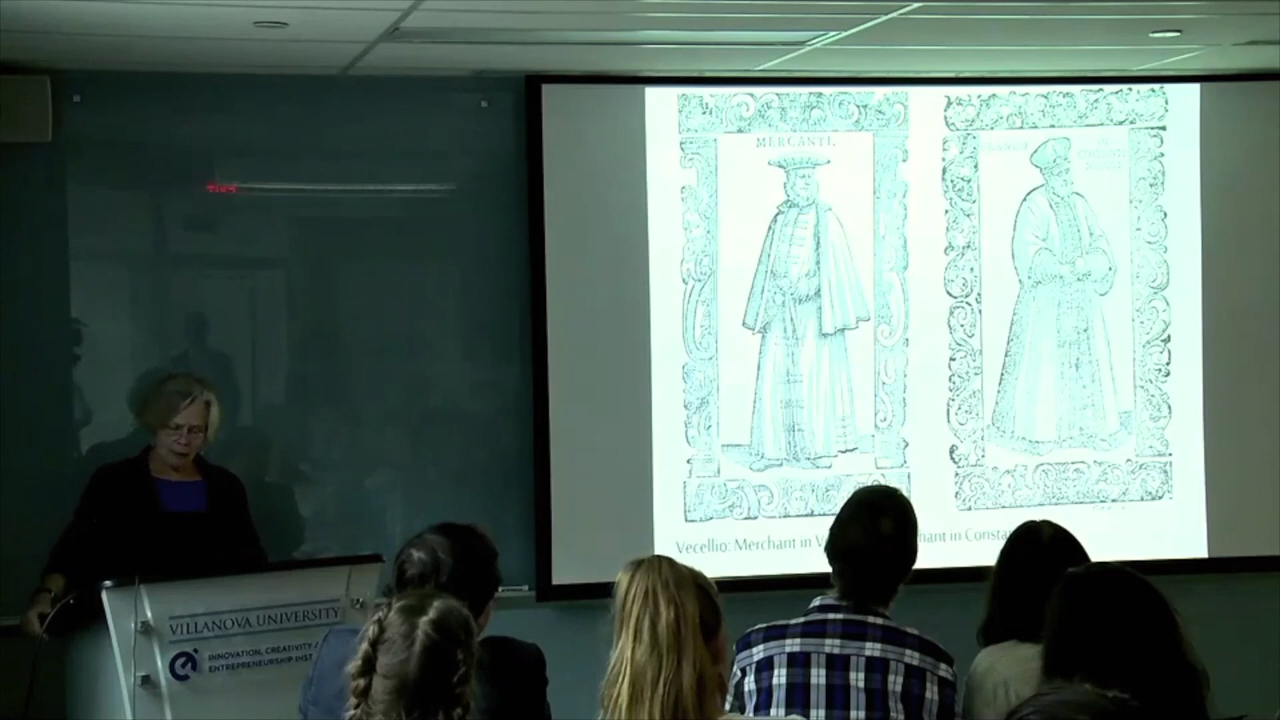 MERCANTI.
Vecellio: Merchant in
hant in Consta
VILLANOVA UNIVERSITY
INNOVATION, CREATIVITY
ENTREPRENEURSHIP INST